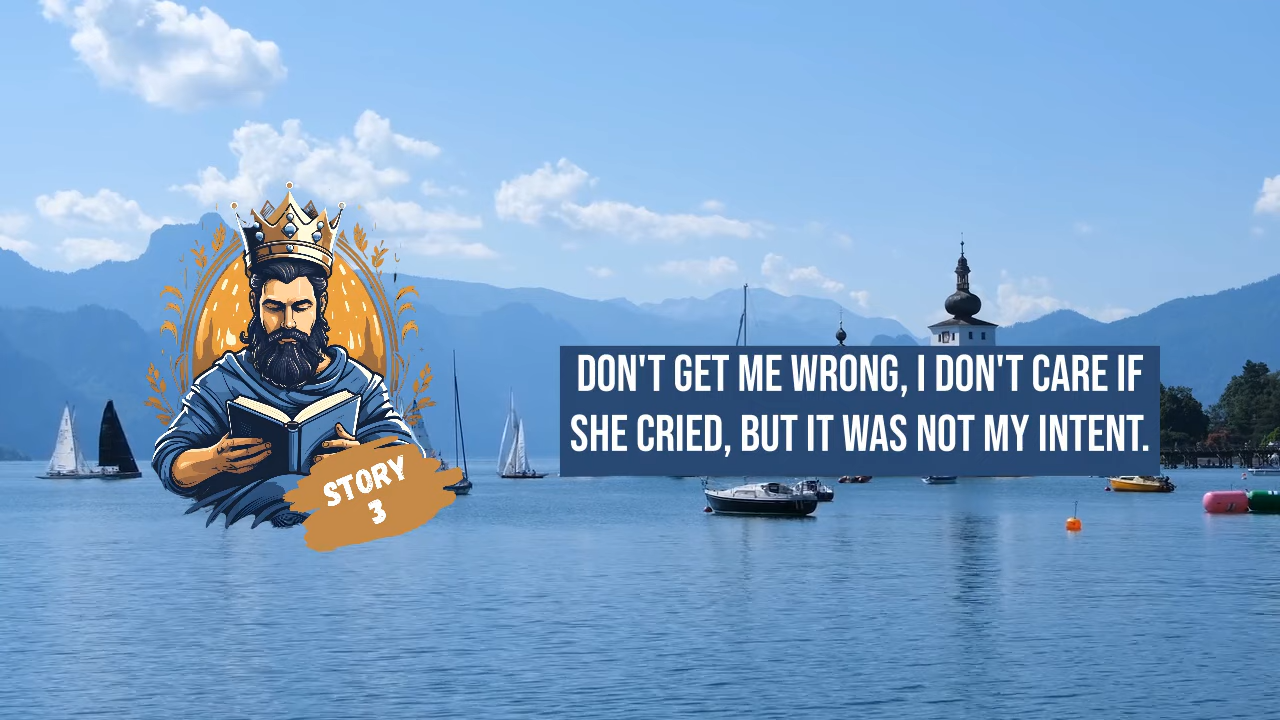 DON'T GET ME WRONG, I DON'T CARE IF
SHE CRIED, BUT IT WAS NOT MY INTENT.
STORY
3